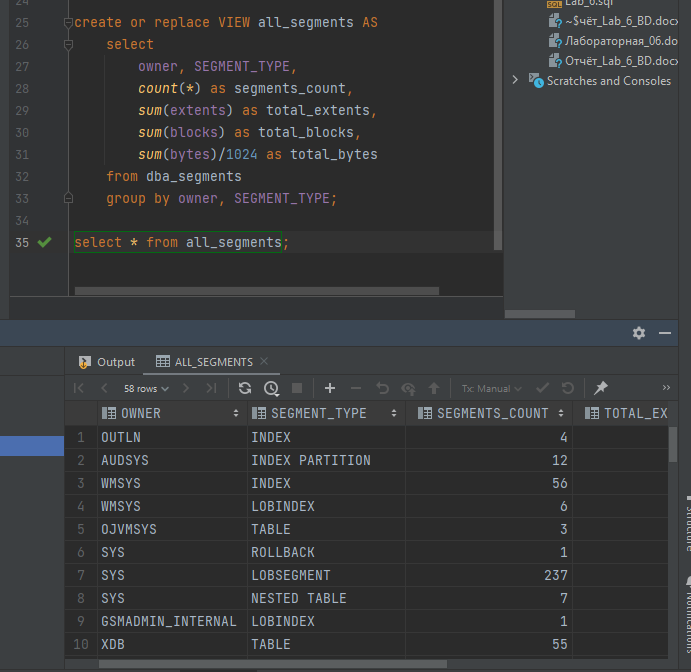 24
25 create or replace VIEW all_segments AS
26 select
27 owner, SEGMENT_TYPE,
28 count(*) as segments_count,
29 sum(extents) as total_extents,
30 sum(blocks) as total_blocks,
31 sum(bytes)/1024 as total_bytes
32 from dba_segments
33 group by owner, SEGMENT_TYPE;
34
35 select * from all_segments;
SQL Lab_6.sql
~$чёт_Lab_6_BD.docx
Лабораторная_06.do
Отчёт_Lab_6_BD.docx
Scratches and Consoles
Output ALL_SEGMENTS
58 rows Tx: Manual
OWNER SEGMENT_TYPE SEGMENTS_COUNT TOTAL_EX
1 OUTLN INDEX 4
2 AUDSYS INDEX PARTITION 12
3 WMSYS INDEX 56
4 WMSYS LOBINDEX 6
5 OJVMSYS TABLE 3
6 SYS ROLLBACK 1
7 SYS LOBSEGMENT 237
8 SYS NESTED TABLE 7
9 GSMADMIN_INTERNAL LOBINDEX 1
10 XDB TABLE 55
Structure
Notifications